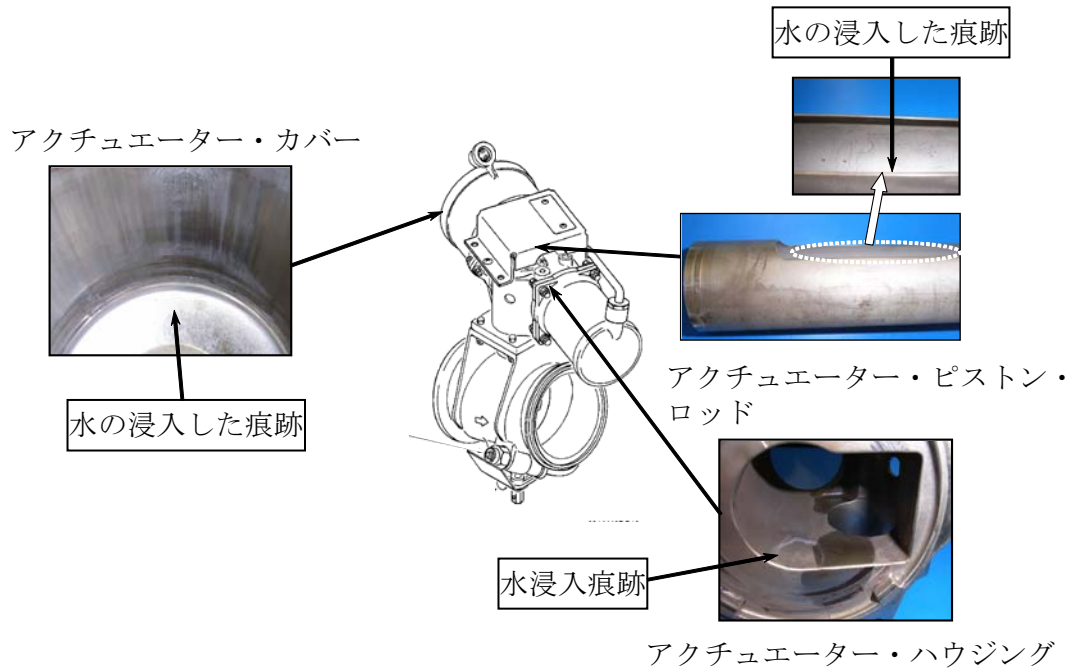 水の浸入した痕跡
アクチュエーター・カバー
水の浸入した痕跡
アクチュエーター・ピストン・
ロッド
水浸入痕跡
アクチュエーター・ハウジング